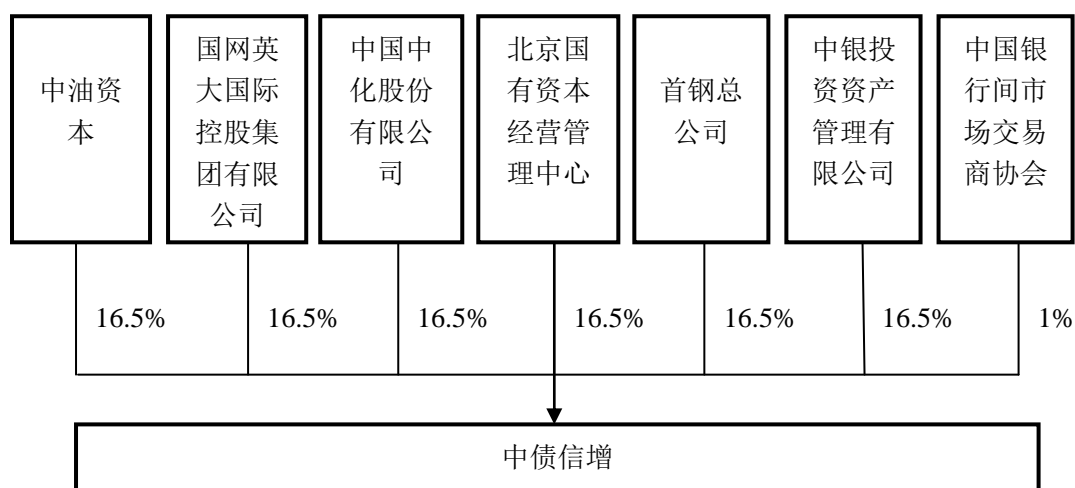 中油资
本
国网英
大国际
控股集
团有限
公司
中国中
化股份
有限公
司
北京国
有资本
经营管
理中心
首钢总
公司
中银投
资资产
管理有
限公司
中国银
行间市
场交易
商协会
16.5%
16.5%
16.5%
16.5%
16.5%
16.5%
1%
中债信增